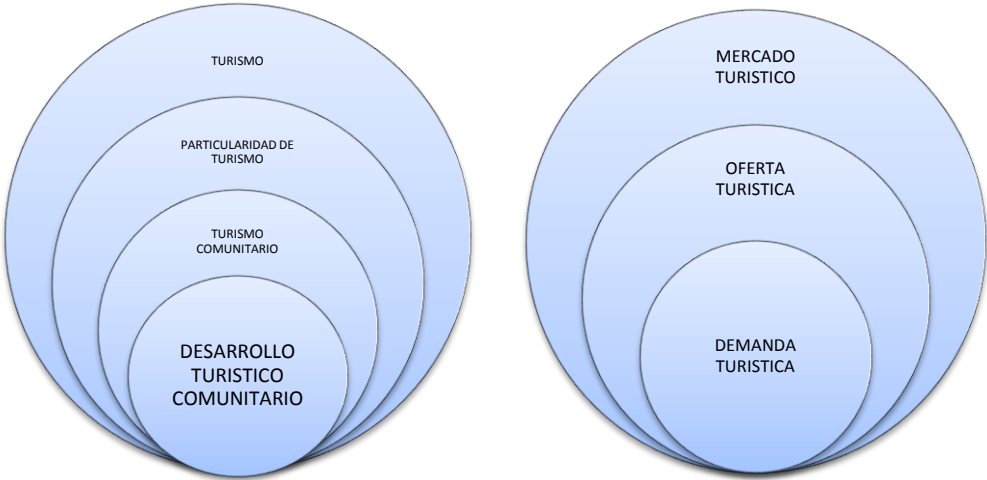 TURISMO
PARTICULARIDAD DE
TURISMO
TURISMO
COMUNITARIO
DESARROLLO
TURISTICO
COMUNITARIO
MERCADO
TURISTICO
OFERTA
TURISTICA
DEMANDA
TURISTICA